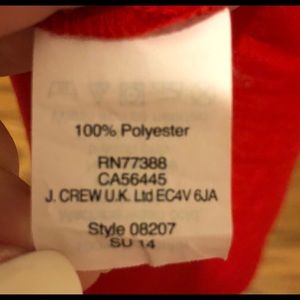 100% Polyester
RN77388
CA56445
J. CREW U.K. Ltd EC4V 6JA
Style 08207
SU 14